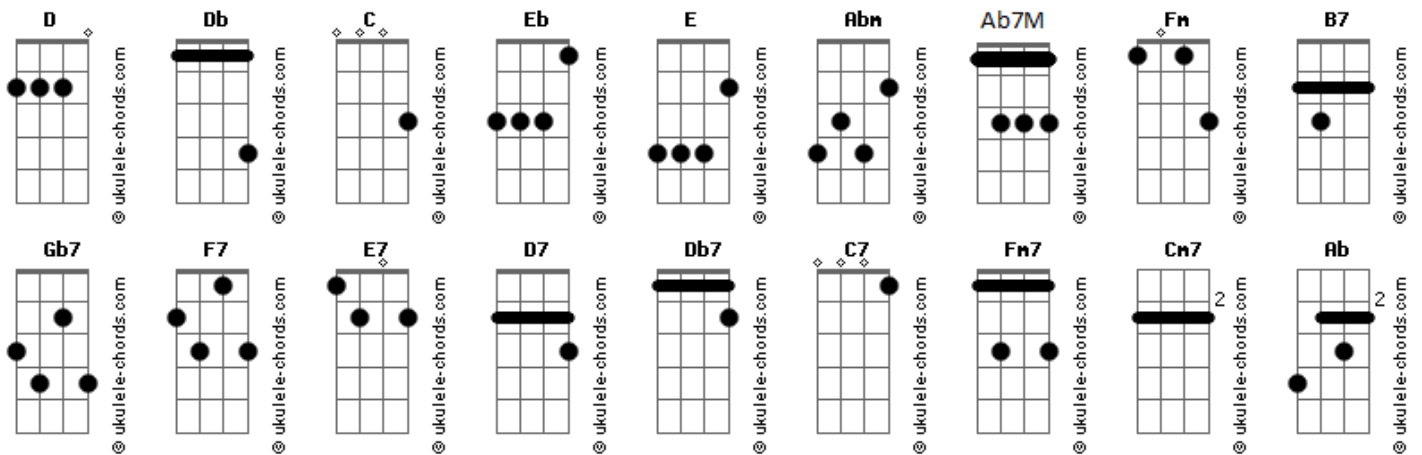 D Db C Eb E Abm Ab7M Fm B7
© ukulele-chords.com © ukulele-chords.com © ukulele-chords.com © ukulele-chords.com © ukulele-chords.com © ukulele-chords.com © ukulele-chords.com © ukulele-chords.com © ukulele-chords.com
Gb7 F7 E7 D7 Db7 C7 Fm7 Cm7 Ab
2 2
© ukulele-chords.com © ukulele-chords.com © ukulele-chords.com © ukulele-chords.com © ukulele-chords.com © ukulele-chords.com © ukulele-chords.com © ukulele-chords.com © ukulele-chords.com